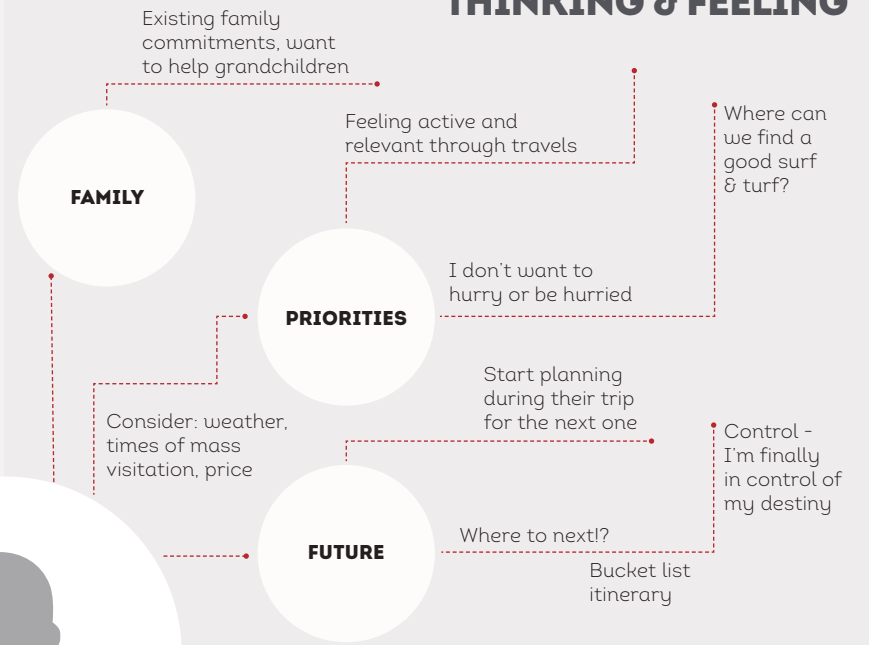 THINKING & FEELING
Existing family
commitments, want
to help grandchildren
FAMILY
Feeling active and
relevant through travels
Where can
we find a
good surf
& turf?
I don't want to
hurry or be hurried
PRIORITIES
Consider: weather,
times of mass
visitation, price
Start planning
during their trip
for the next one
Control -
I'm finally
in control of
my destiny
FUTURE
Where to next!?
Bucket list
itinerary